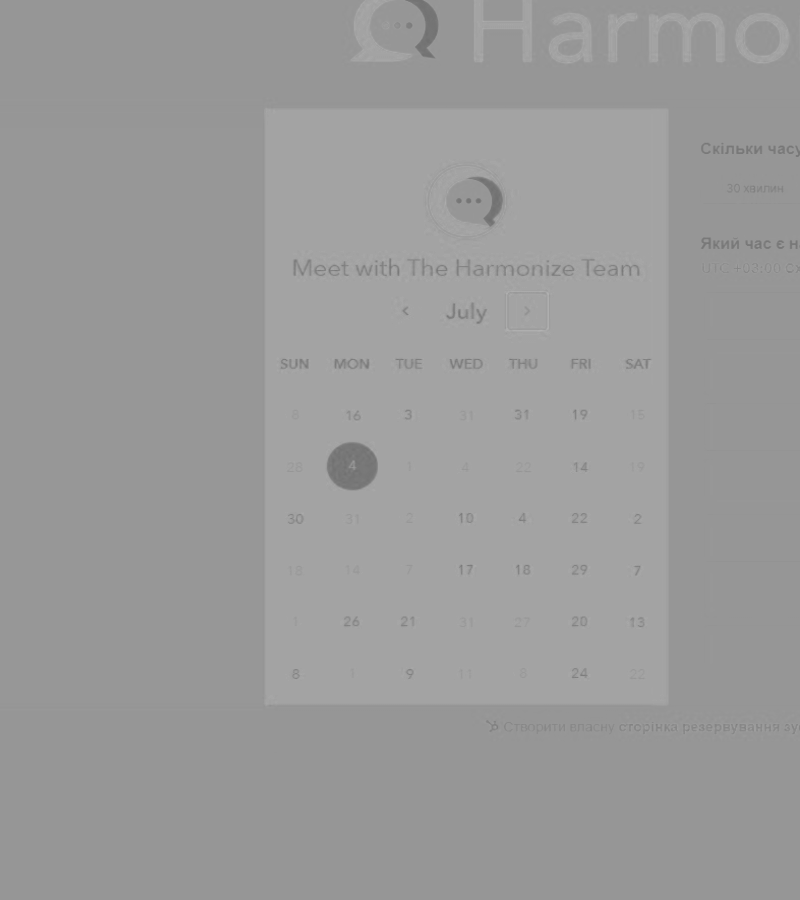 Harmo
Meet with The Harmonize Team
July
SUN MON TUE WED THU FRI SAT
8 16 3 31 31 19 15
28 4 1 4 22 14 19
30 31 2 10 4 22 2
18 14 7 17 18 29 7
1 26 21 31 27 20 13
8 1 9 11 8 24 22
Скільки часу
30 хвилин
Який час є н
UTC +02:00
Створити власну сторінка резервування зу